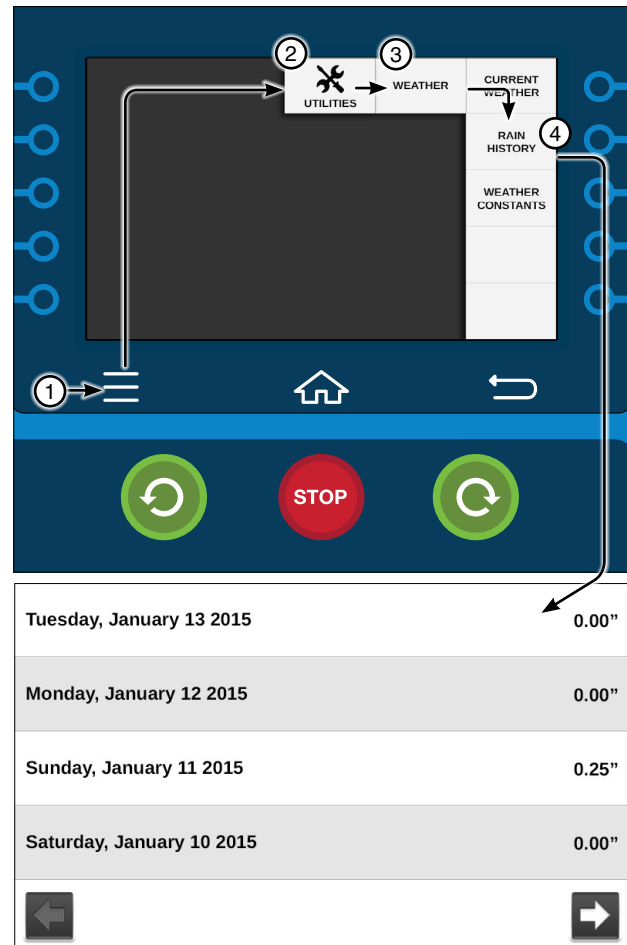 2
3
UTILITIES
WEATHER
CURRENT
WEATHER
RAIN
HISTORY
4
WEATHER
CONSTANTS
1
STOP
Tuesday, January 13 2015 0.00”
Monday, January 12 2015 0.00”
Sunday, January 11 2015 0.25”
Saturday, January 10 2015 0.00”